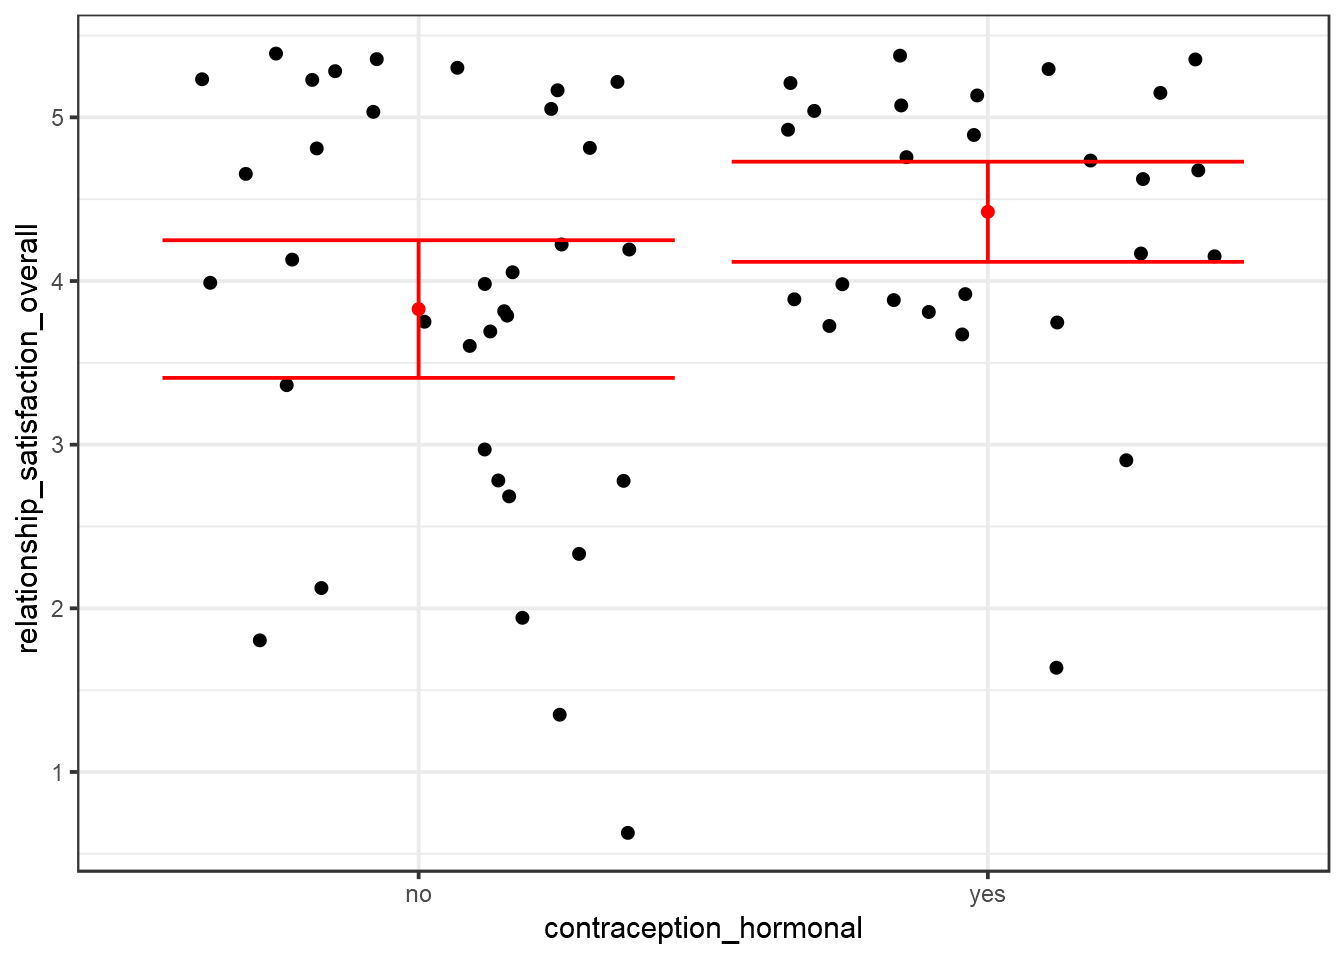 relationship_satisfaction_overall
5
4
3
2
1
no yes
contraception_hormonal